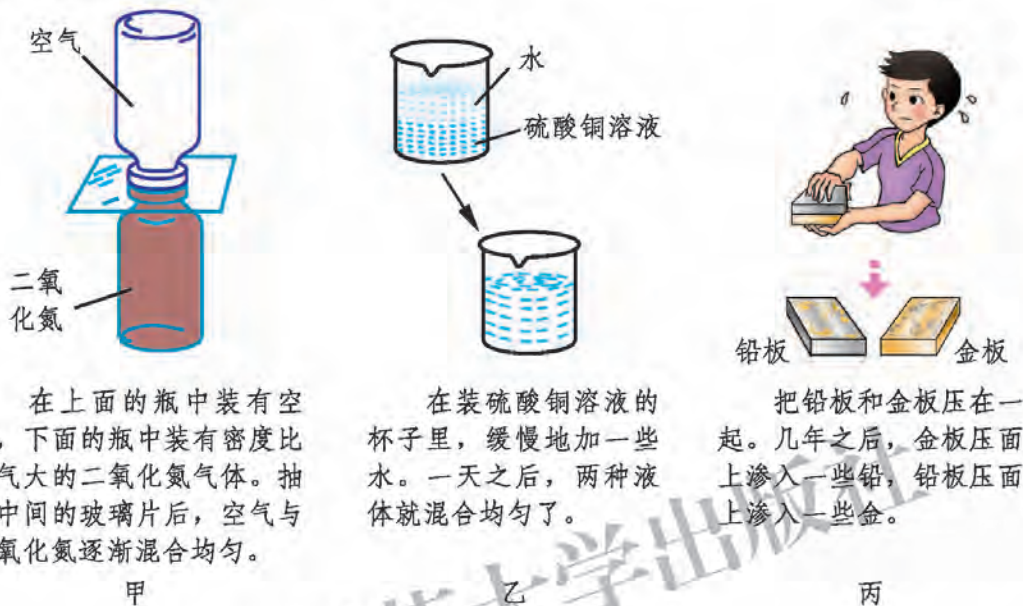 空气
二氧
化氮
水
硫酸铜溶液
铅板
金板
在上面的瓶中装有空
，下面的瓶中装有密度比
气大的二氧化氮气体。抽
中间的玻璃片后，空气与
氧化氮逐渐混合均匀。
甲
在装硫酸铜溶液的
杯子里，缓慢地加一些
水。一天之后，两种液
体就混合均匀了。
乙
把铅板和金板压在一
起。几年之后，金板压面
上渗入一些铅，铅板压面
上渗入一些金。
丙
大学出版社